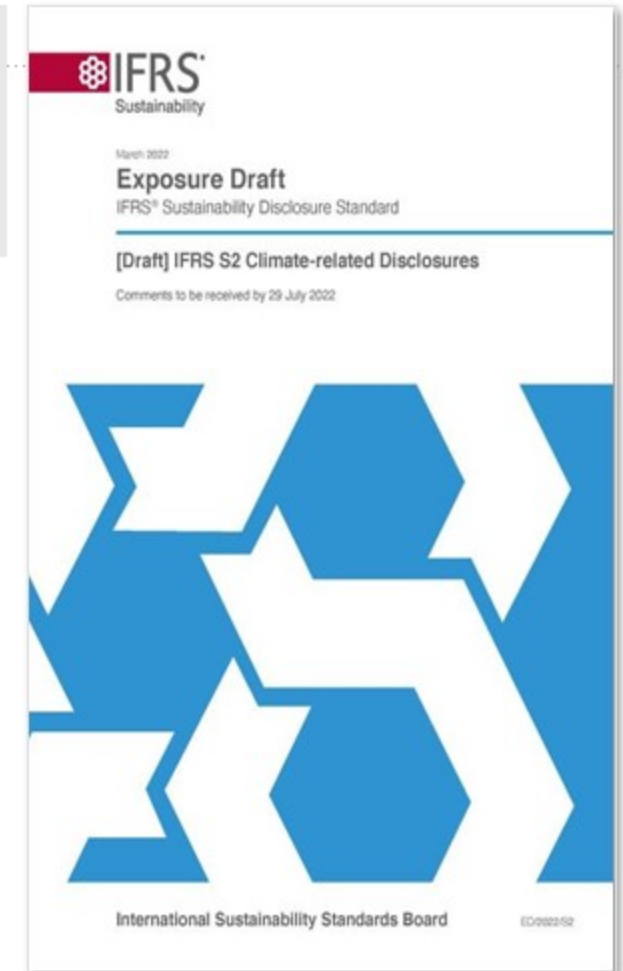 IFRS®
Sustainability
March 2022
Exposure Draft
IFRS® Sustainability Disclosure Standard
[Draft] IFRS S2 Climate-related Disclosures
Comments to be received by 29 July 2022
International Sustainability Standards Board
ED/2022/S2